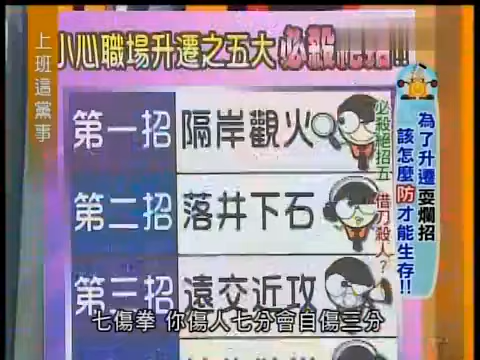 上班這黨事
小心職場升遷之五大必殺絕招!!
第一招 隔岸觀火
第二招 落井下石
第三招 遠交近攻
必殺絕招五 借刀殺人?
為了升遷耍爛招
該怎麼防才能生存!!
七傷拳 你傷人七分會自傷三分